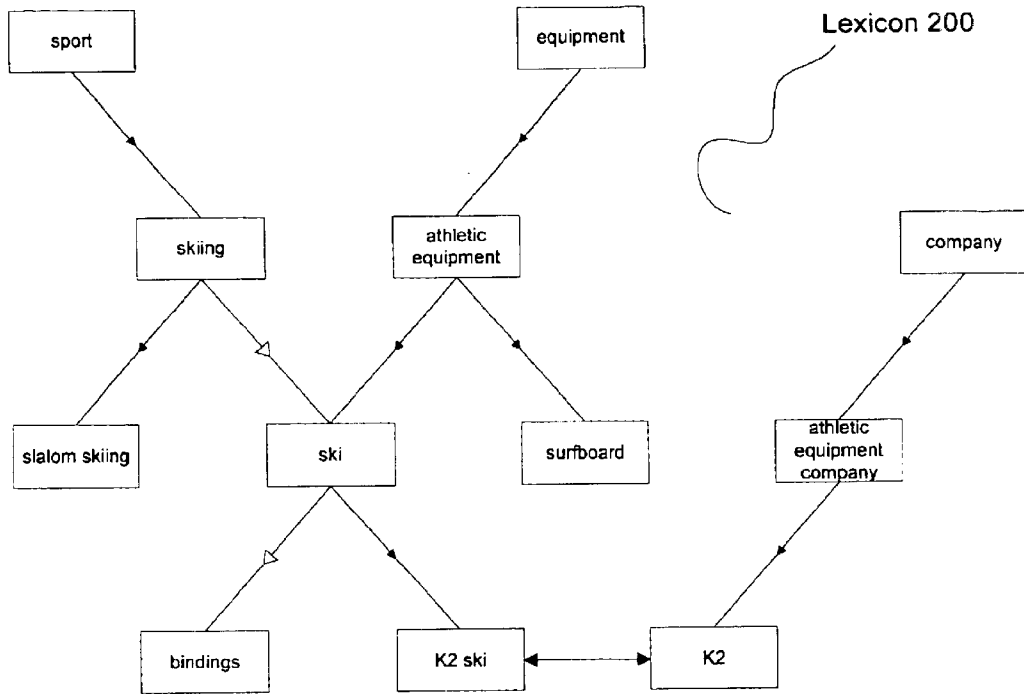 Lexicon 200
sport
equipment
skiing
athletic
equipment
company
slalom skiing
ski
surfboard
athletic
equipment
company
bindings
K2 ski
K2